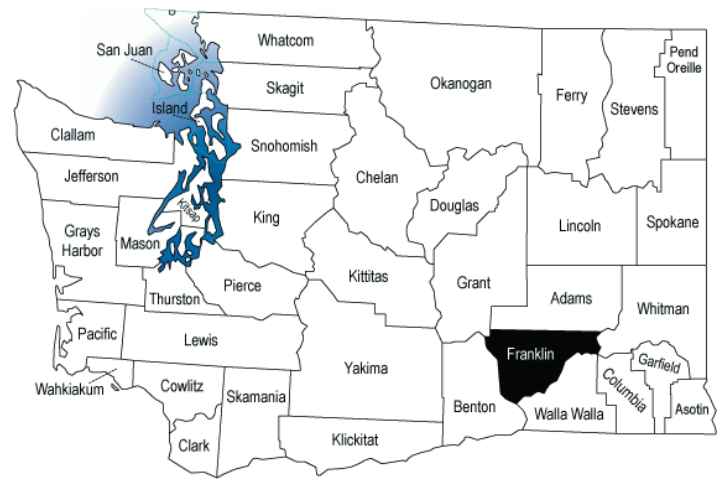 Whatcom
San Juan
Pend
Oreille
Okanogan
Skagit
Ferry
Stevens
Island
Clallam
Snohomish
Chelan
Jefferson
Douglas
Kitsap
King
Lincoln
Spokane
Grays
Harbor
Mason
Kittitas
Grant
Pierce
Adams
Thurston
Whitman
Pacific
Lewis
Franklin
Yakima
Garfield
Wahkiakum
Cowlitz
Skamania
Columbia
Benton
Walla Walla
Asotin
Clark
Klickitat